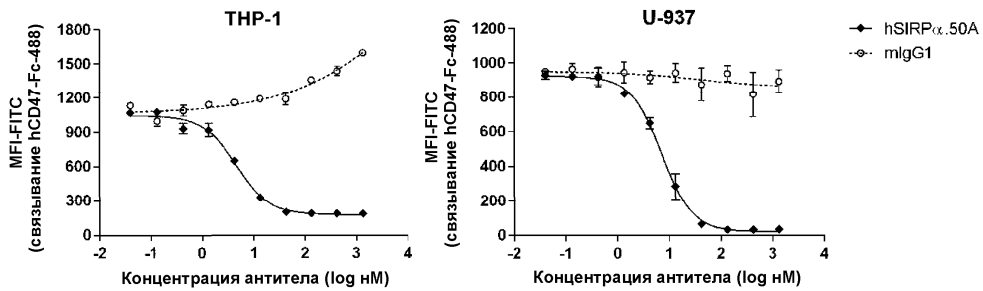 THP-1
1800
1500
1200
900
600
300
0
-2 -1 0 1 2 3 4
MFI-FITC
(связывание hCD47-Fc-488)
Концентрация антитела (log нМ)
U-937
1200
1000
800
600
400
200
0
-2 -1 0 1 2 3 4
MFI-FITC
(связывание hCD47-Fc-488)
Концентрация антитела (log нМ)
hSIRPα.50A
mIgG1